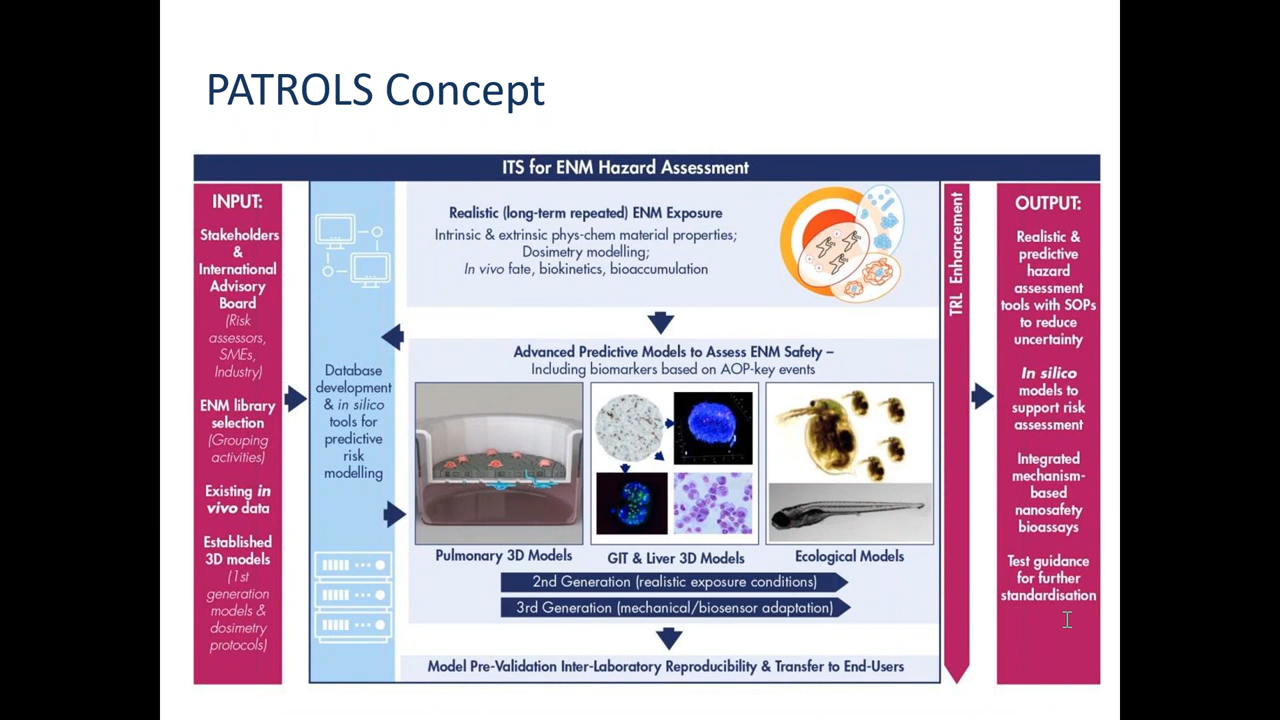 PATROLS Concept
ITS for ENM Hazard Assessment
INPUT:
Stakeholders
&
International
Advisory
Board
(Risk
assessors,
SMEs,
Industry)
ENM library
selection
(Grouping
activities)
Existing in
vivo data
Established
3D models
(1st
generation
models &
dosimetry
protocols)
Database
development
& in silico
tools for
predictive
risk
modelling
Realistic (long-term repeated) ENM Exposure
Intrinsic & extrinsic phys-chem material properties;
Dosimetry modelling;
In vivo fate, biokinetics, bioaccumulation
Advanced Predictive Models to Assess ENM Safety –
Including biomarkers based on AOP-key events
Pulmonary 3D Models
GIT & Liver 3D Models
Ecological Models
2nd Generation (realistic exposure conditions)
3rd Generation (mechanical/biosensor adaptation)
Model Pre-Validation Inter-Laboratory Reproducibility & Transfer to End-Users
TRL Enhancement
OUTPUT:
Realistic &
predictive
hazard
assessment
tools with SOPs
to reduce
uncertainty
In silico
models to
support risk
assessment
Integrated
mechanism-
based
nanosafety
bioassays
Test guidance
for further
standardisation